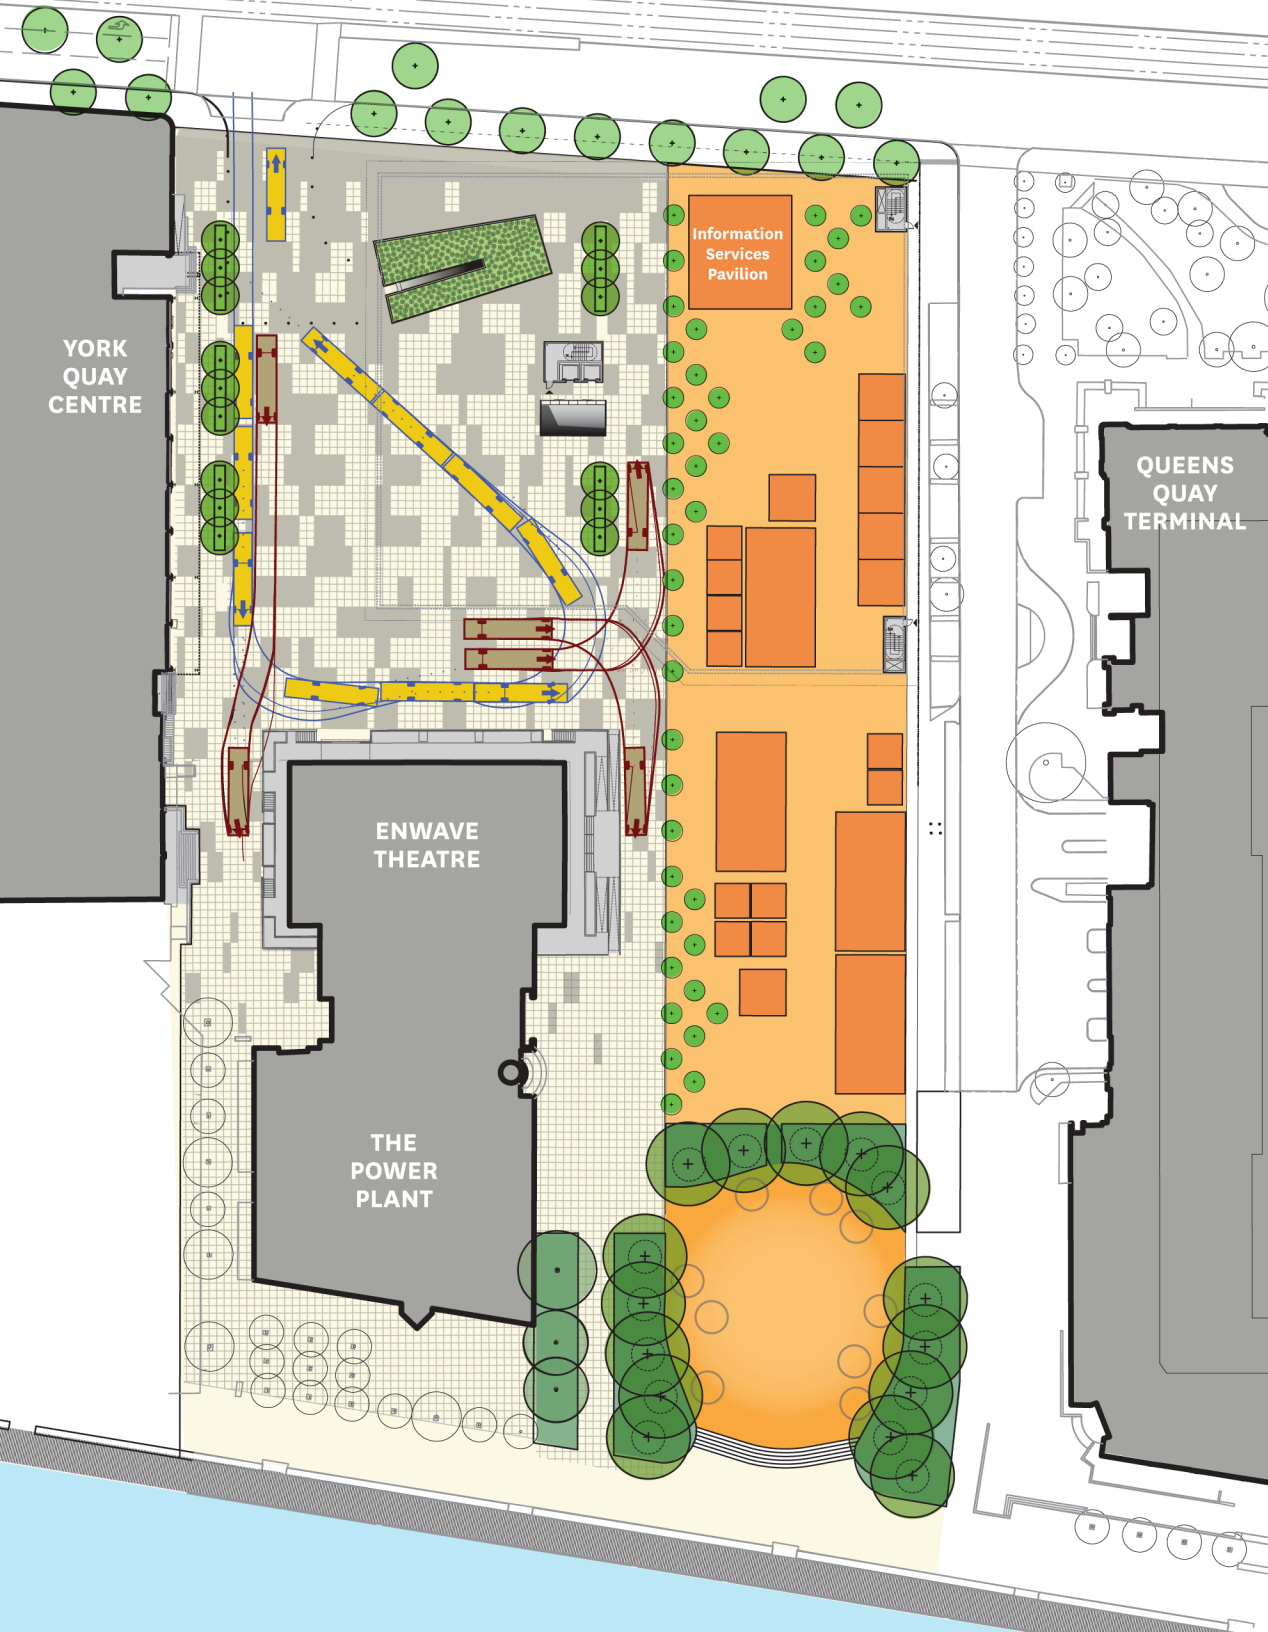 Information
Services
Pavilion
YORK
QUAY
CENTRE
QUEENS
QUAY
TERMINAL
ENWAVE
THEATRE
THE
POWER
PLANT